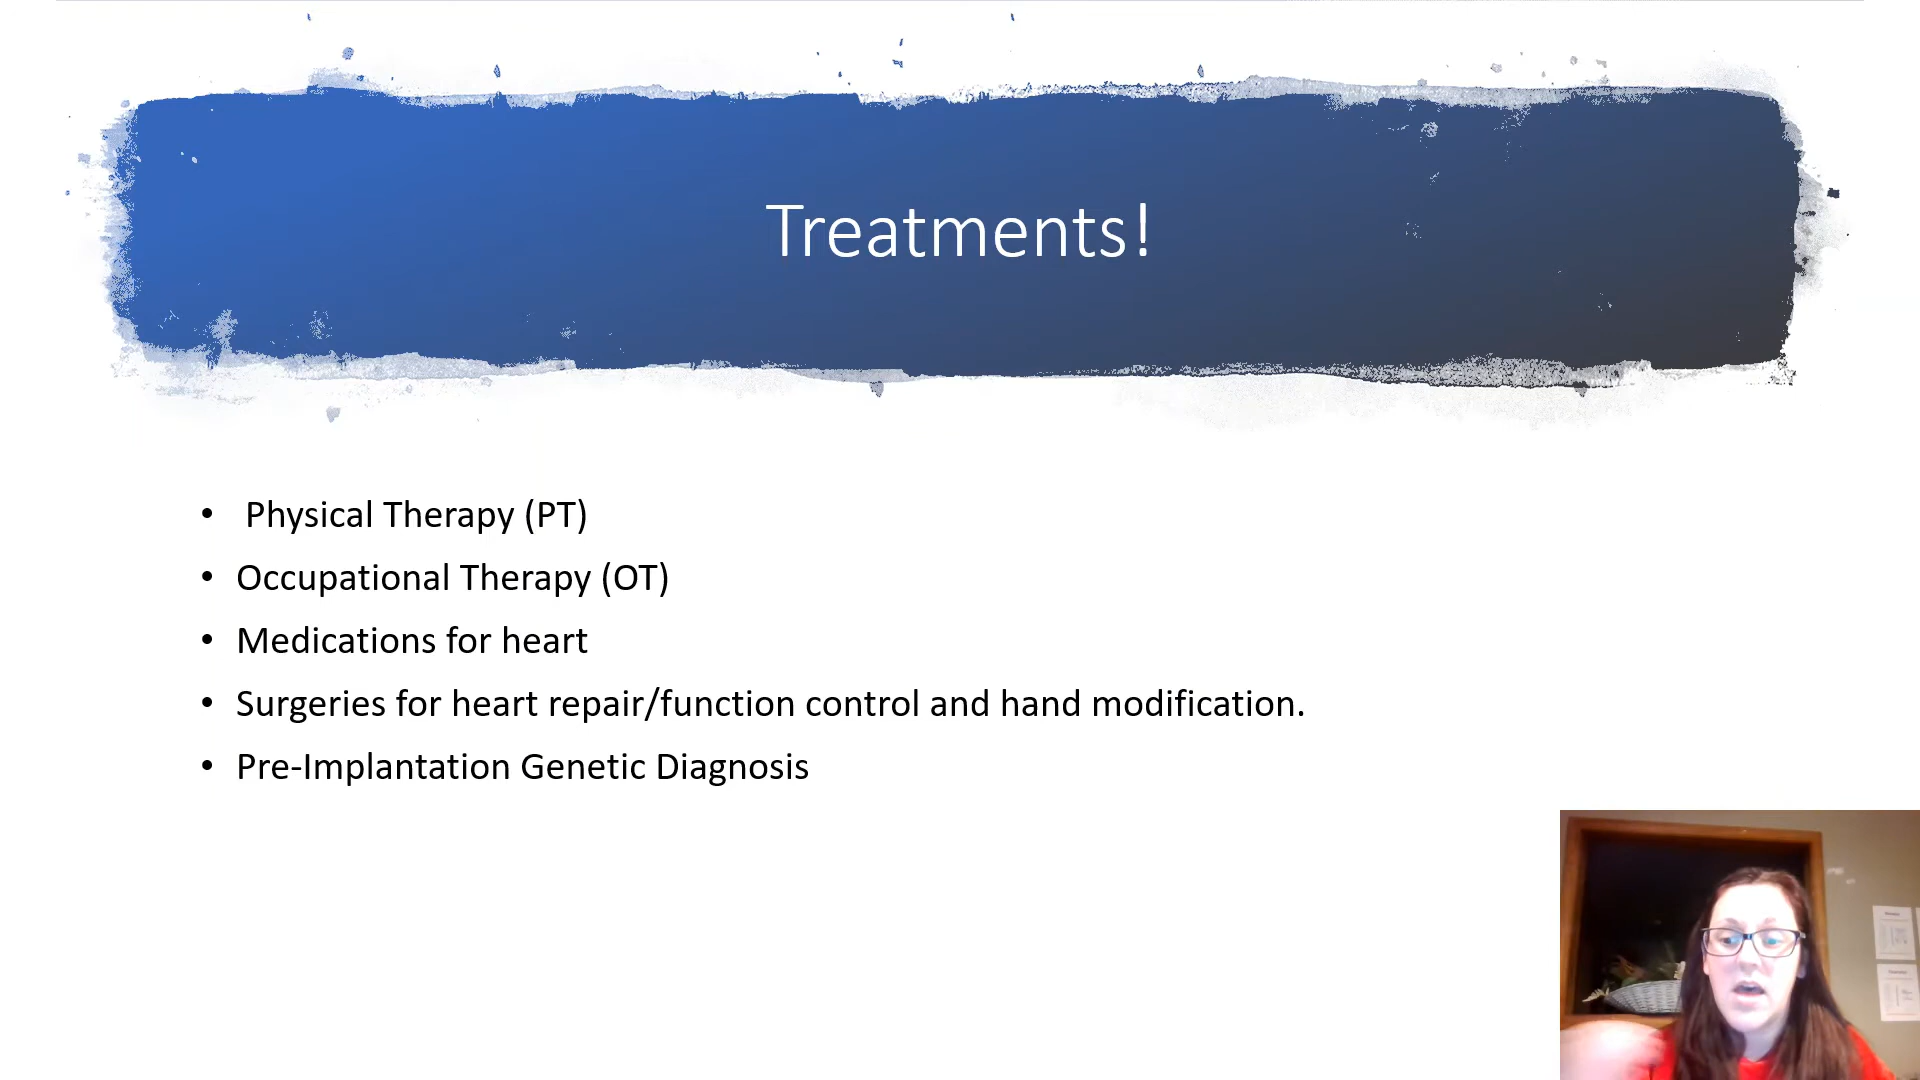 Treatments!
• Physical Therapy (PT)
• Occupational Therapy (OT)
• Medications for heart
• Surgeries for heart repair/function control and hand modification.
• Pre-Implantation Genetic Diagnosis